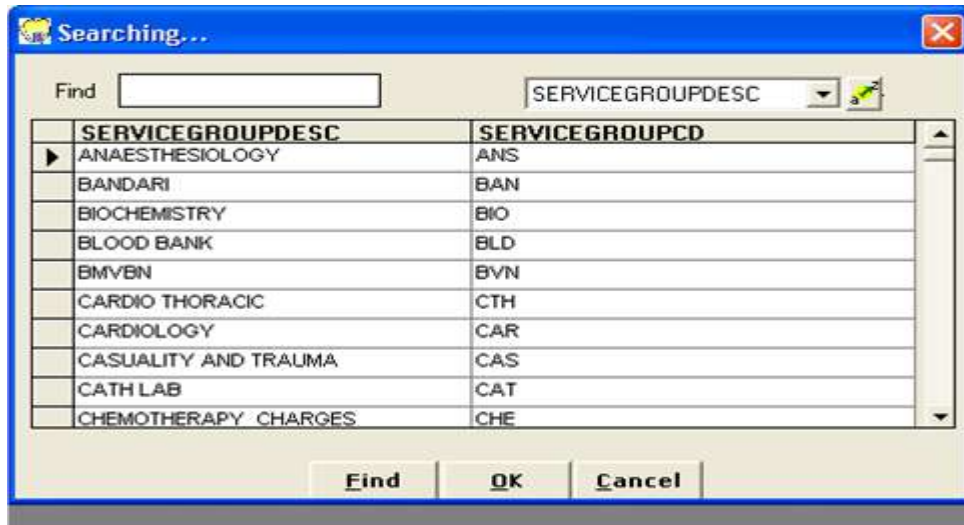 Searching...
Find SERVICEGROUPDESC
SERVICEGROUPDESC SERVICEGROUPCD
ANAESTHESIOLOGY ANS
BANDARI BAN
BIOCHEMISTRY BIO
BLOOD BANK BLD
BMVBN BVN
CARDIO THORACIC CTH
CARDIOLOGY CAR
CASUALITY AND TRAUMA CAS
CATH LAB CAT
CHEMOTHERAPY CHARGES CHE
Find OK Cancel